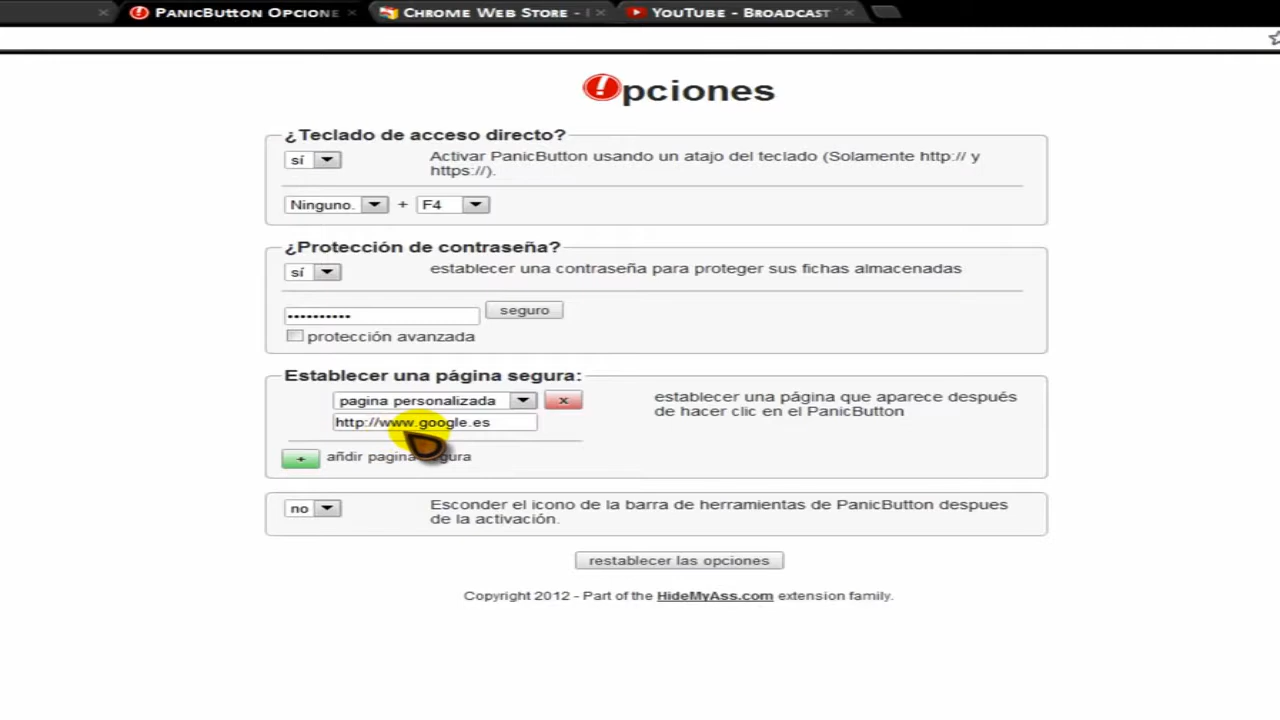 PanicButton Opcione
Chrome Web Store -
YouTube - Broadcast
pciones
¿Teclado de acceso directo?
sí
Activar PanicButton usando un atajo del teclado (Solamente http:// y
https://).
Ninguno. + F4
¿Protección de contraseña?
sí
establecer una contraseña para proteger sus fichas almacenadas
••••••••••
seguro
protección avanzada
Establecer una página segura:
pagina personalizada
x
http://www.google.es
establecer una página que aparece después
de hacer clic en el PanicButton
+
añdir pagina
no
Esconder el icono de la barra de herramientas de PanicButton despues
de la activación.
restablecer las opciones
Copyright 2012 - Part of the HideMyAss.com extension family.